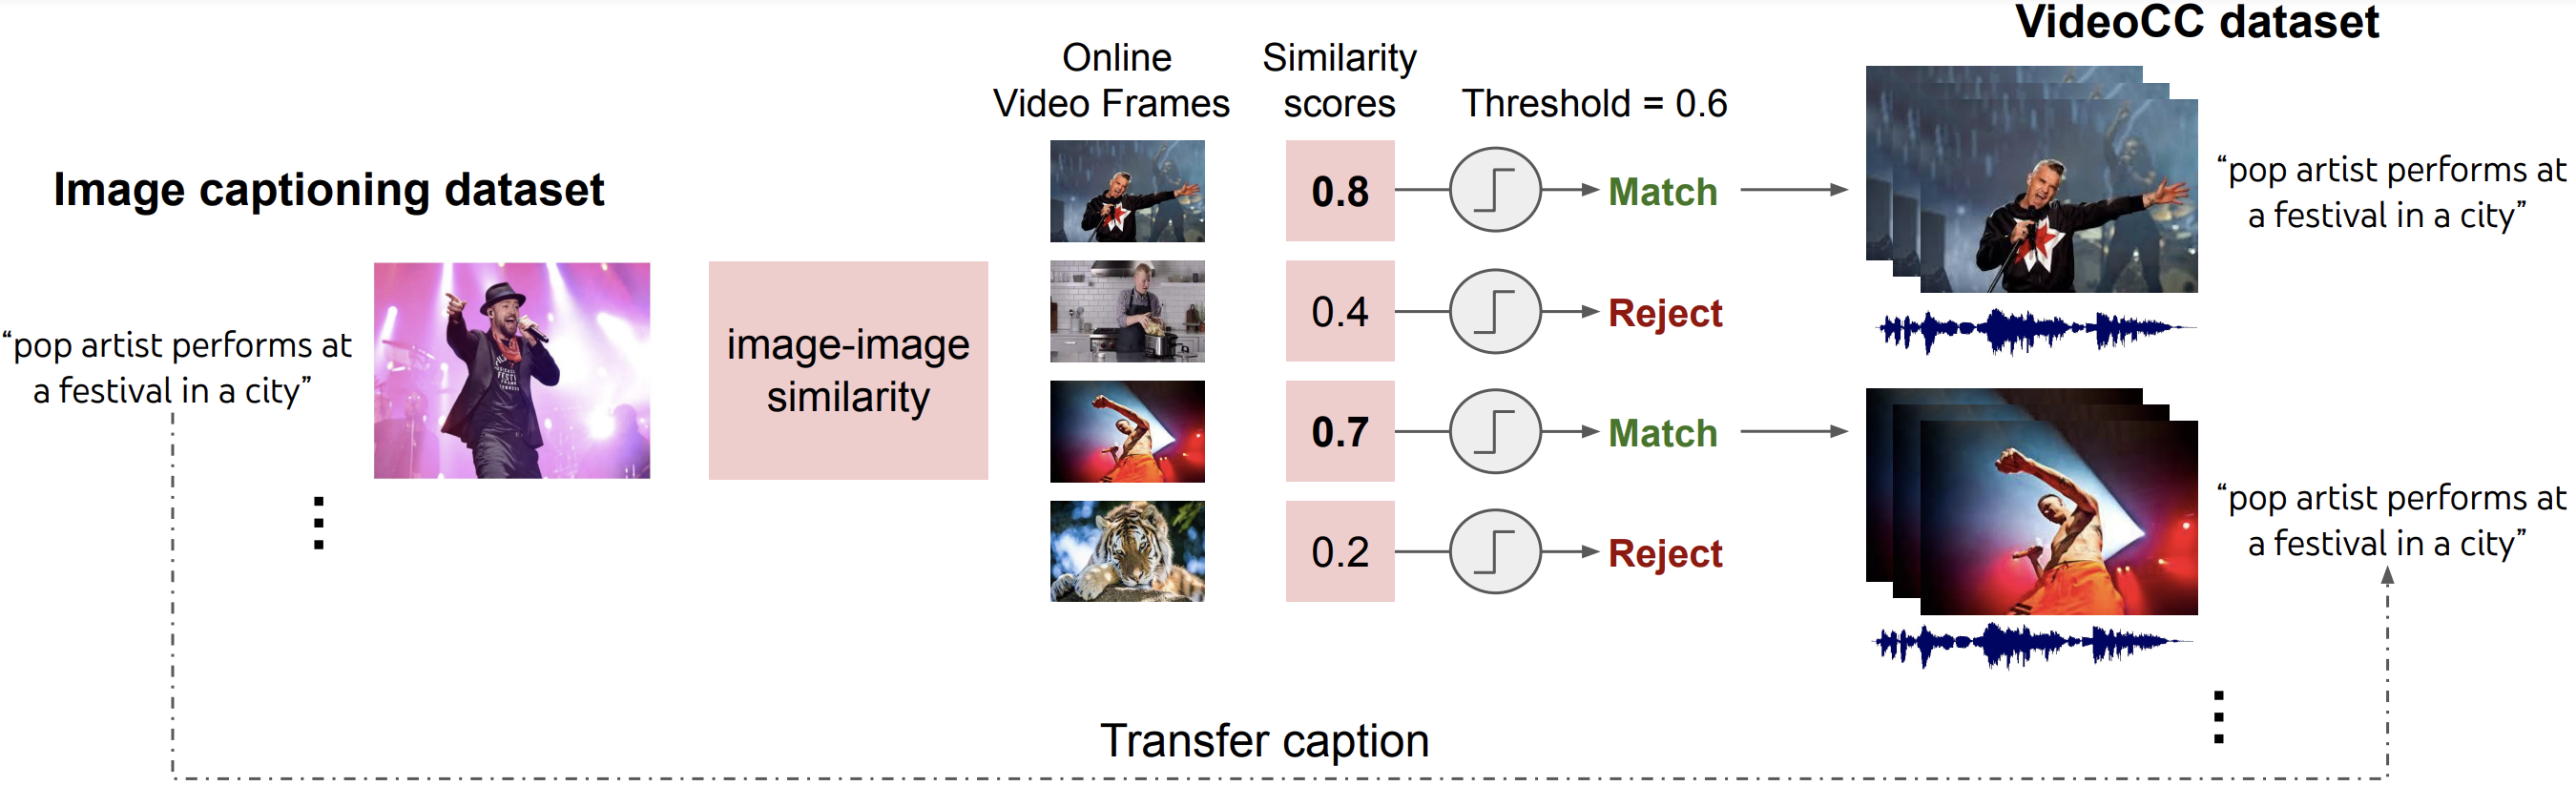 VideoCC dataset
Online
Video Frames
Similarity
scores
Threshold = 0.6
Image captioning dataset
“pop artist performs at
a festival in a city”
image-image
similarity
0.8
Match
0.4
Reject
0.7
Match
0.2
Reject
“pop artist performs at
a festival in a city”
“pop artist performs at
a festival in a city”
Transfer caption